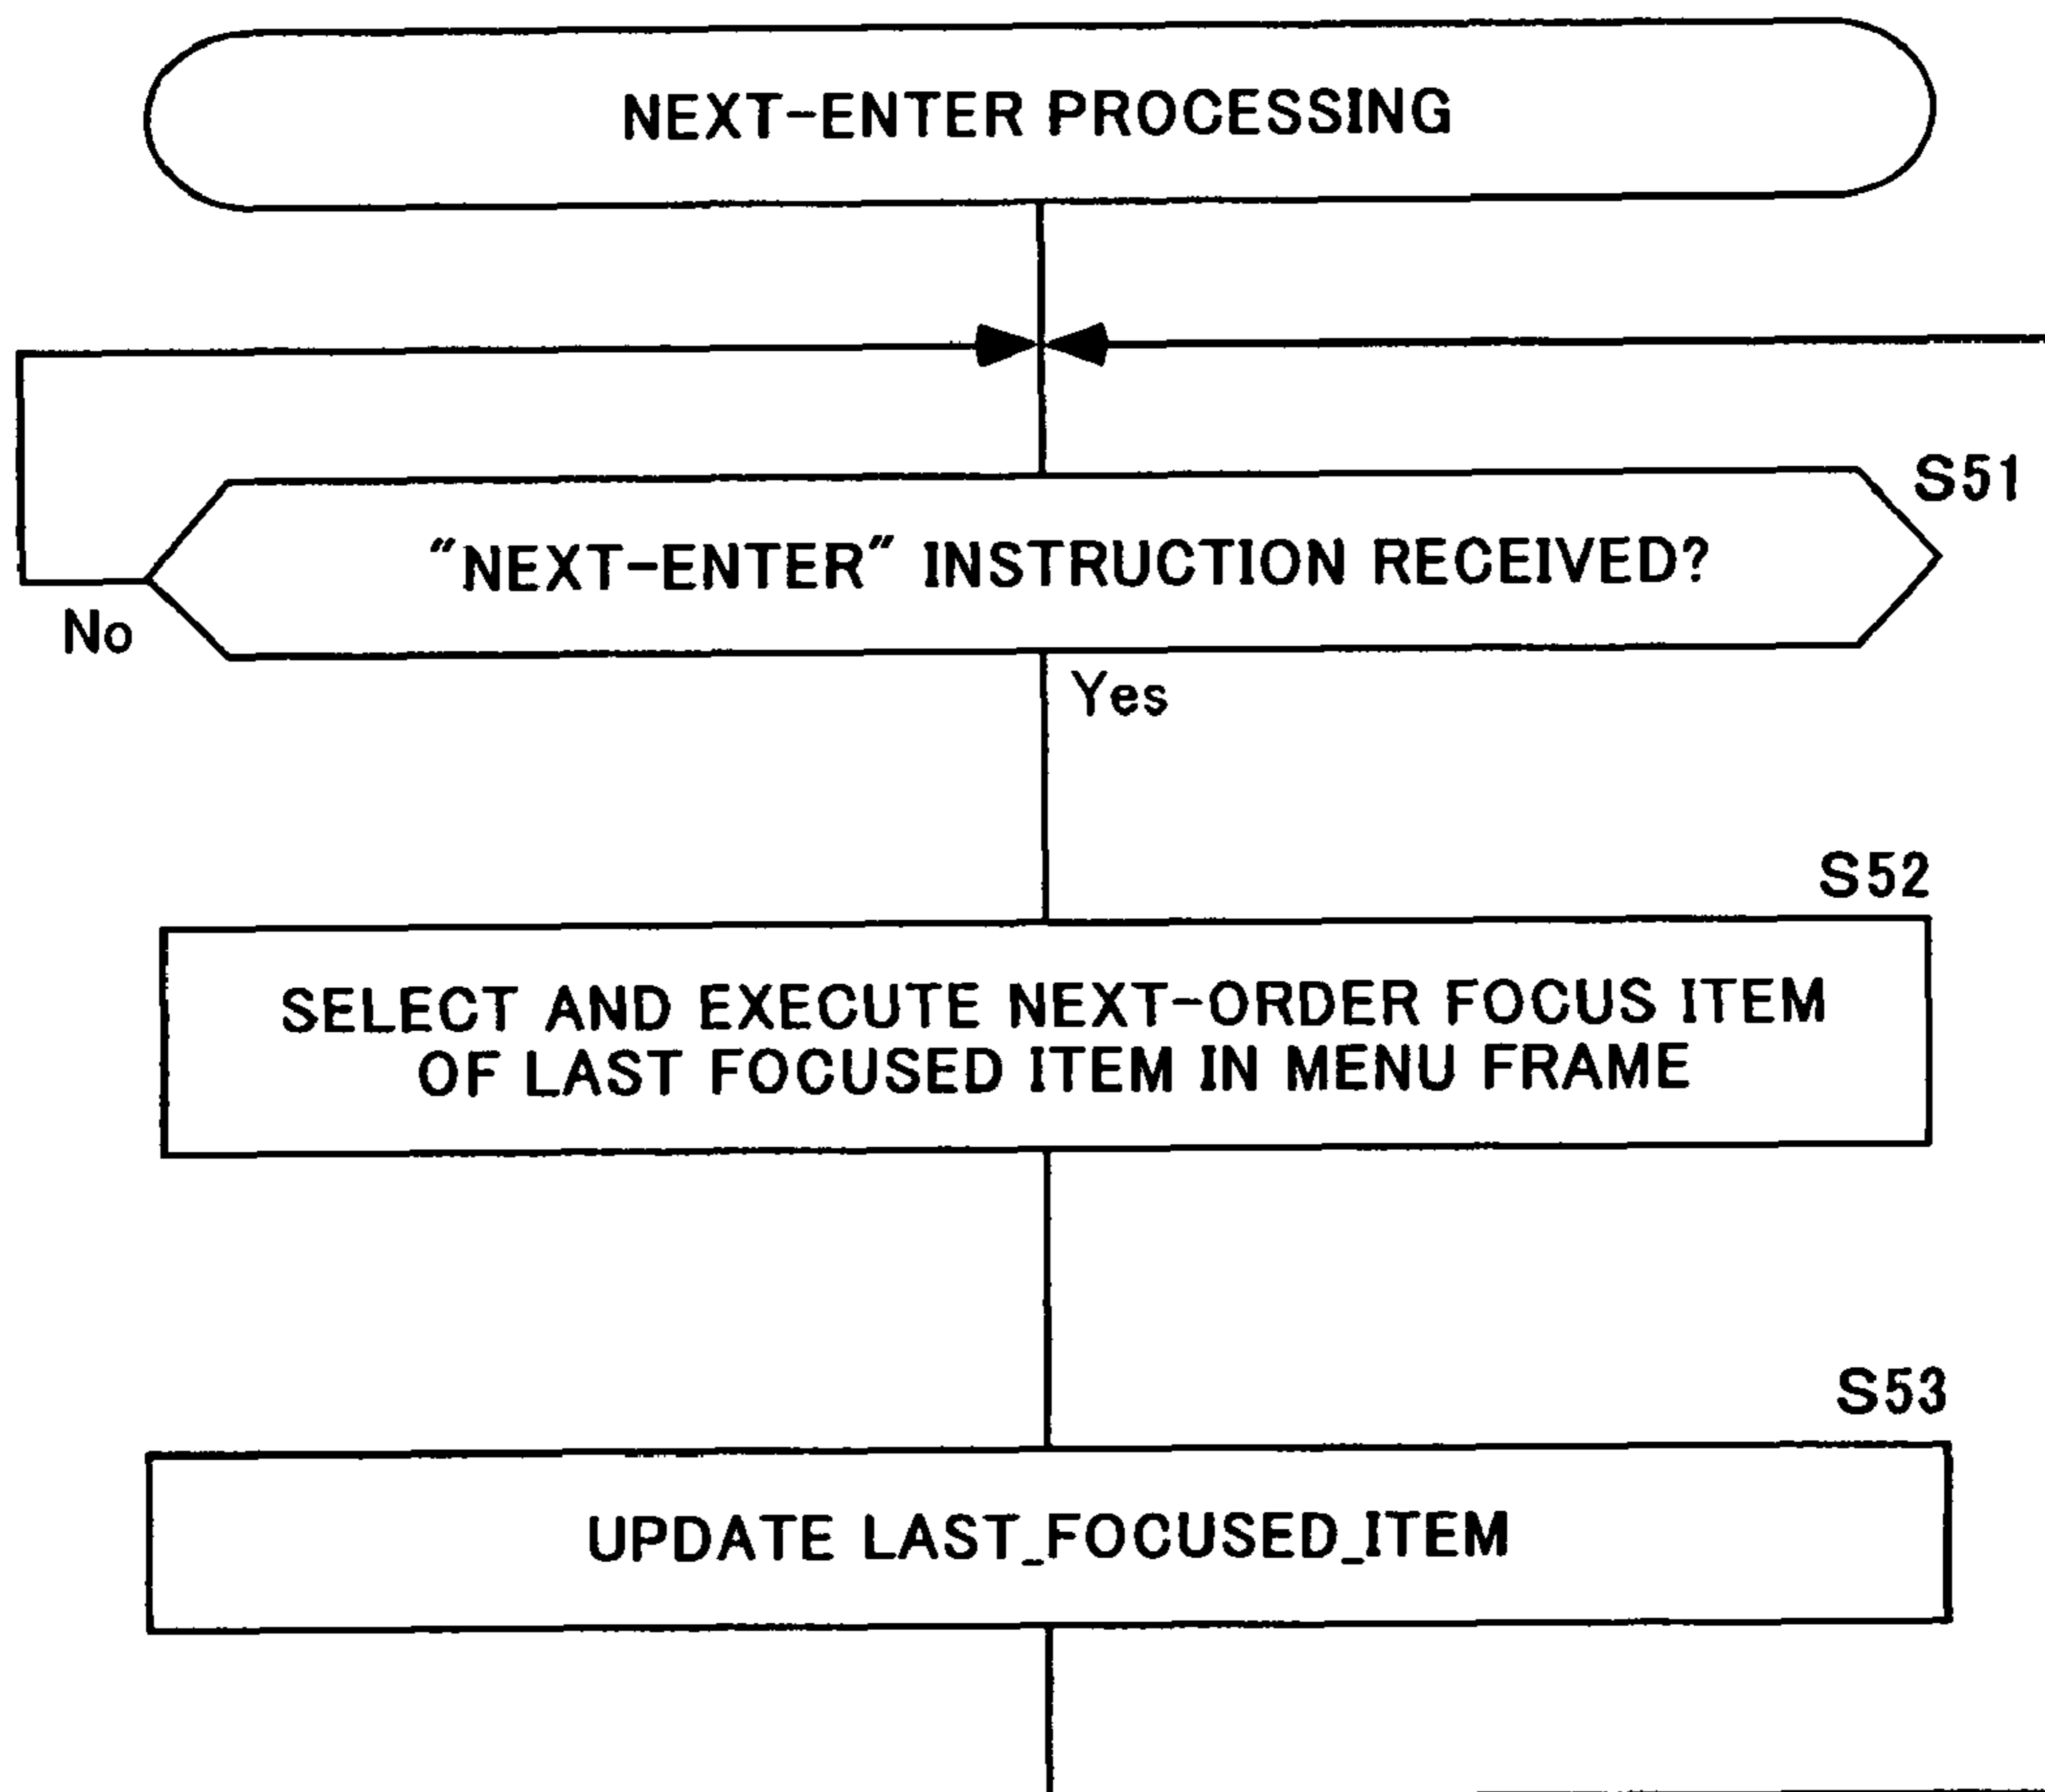 NEXT-ENTER PROCESSING
S51
"NEXT-ENTER" INSTRUCTION RECEIVED?
No
Yes
S52
SELECT AND EXECUTE NEXT-ORDER FOCUS ITEM
OF LAST FOCUSED ITEM IN MENU FRAME
S53
UPDATE LAST_FOCUSED_ITEM